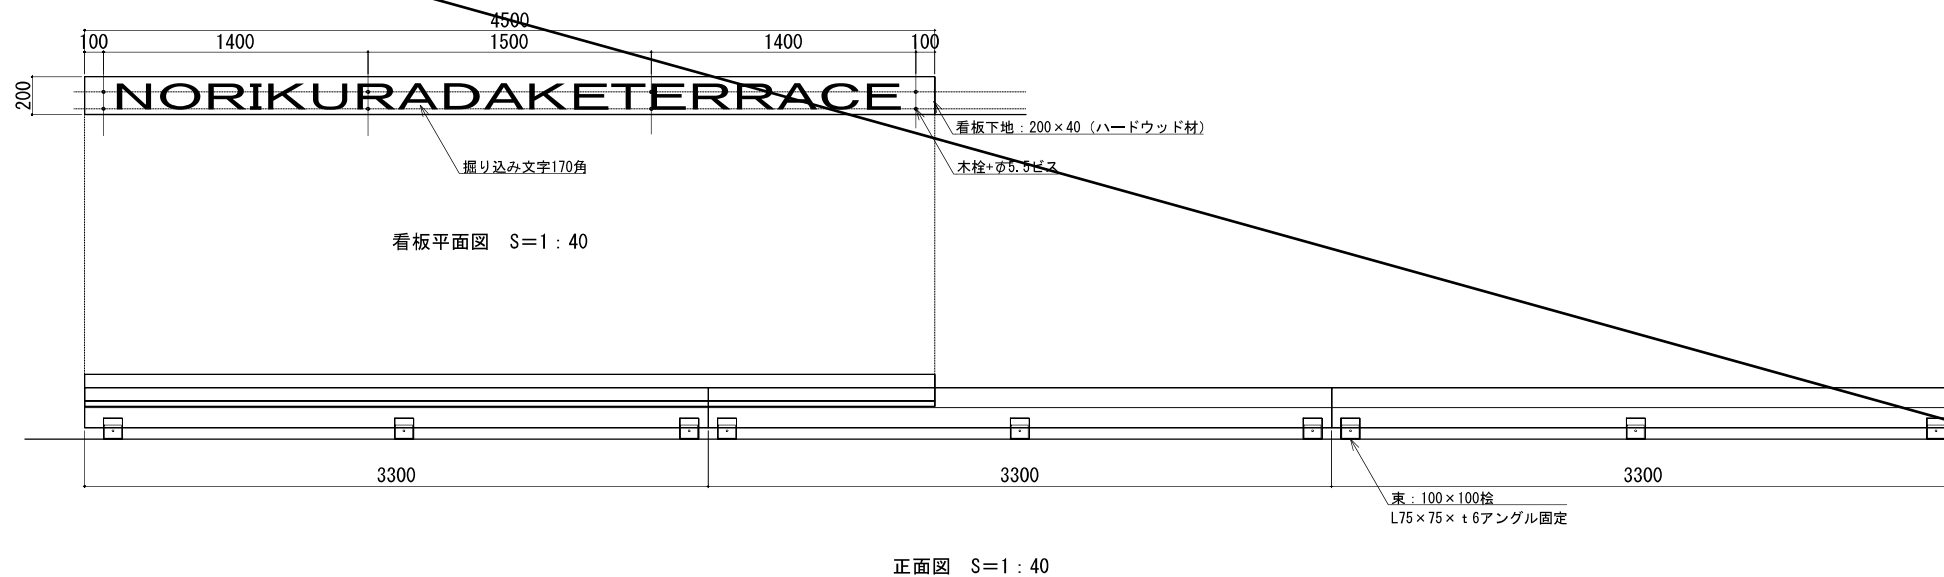 4500
100 1400 1500 1400 100
200
NORIKURADAKETERRACE
看板下地：200×40（ハードウッド材）
掘り込み文字170角
木栓+φ5.5ビス
看板平面図 S＝1：40
3300 3300 3300
束：100×100桧
L75×75×ｔ6アングル固定
正面図 S＝1：40